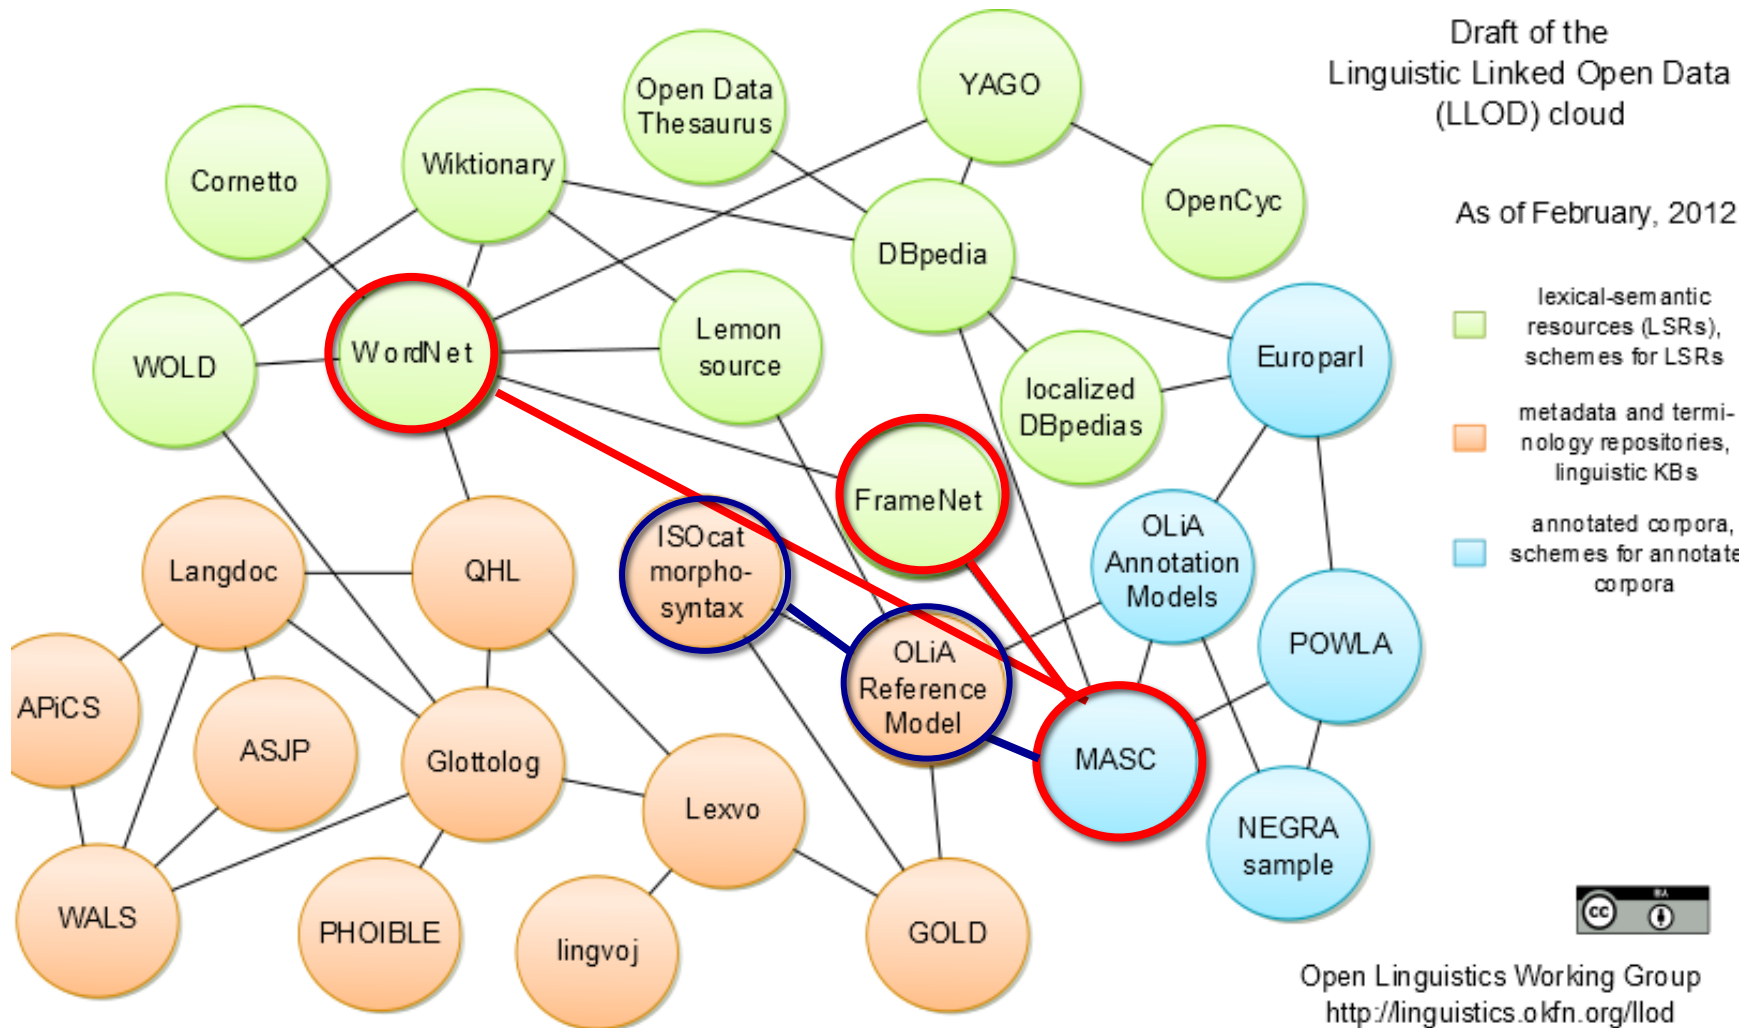 Draft of the
Linguistic Linked Open Data
(LLOD) cloud
As of February, 2012
lexical-semantic
resources (LSRs),
schemes for LSRs
metadata and termi-
nology repositories,
linguistic KBs
annotated corpora,
schemes for annotate
corpora
YAGO
Open Data
Thesaurus
Wiktionary
Cornetto
OpenCyc
DBpedia
WordNet
Lemon
source
WOLD
Europarl
localized
DBpedias
FrameNet
ISOcat
morpho-
syntax
OLiA
Annotation
Models
Langdoc
QHL
POWLA
OLiA
Reference
Model
APiCS
ASJP
Glottolog
MASC
Lexvo
NEGRA
sample
WALS
PHOIBLE
lingvoj
GOLD
cc
BA
Open Linguistics Working Group
http://linguistics.okfn.org/llod